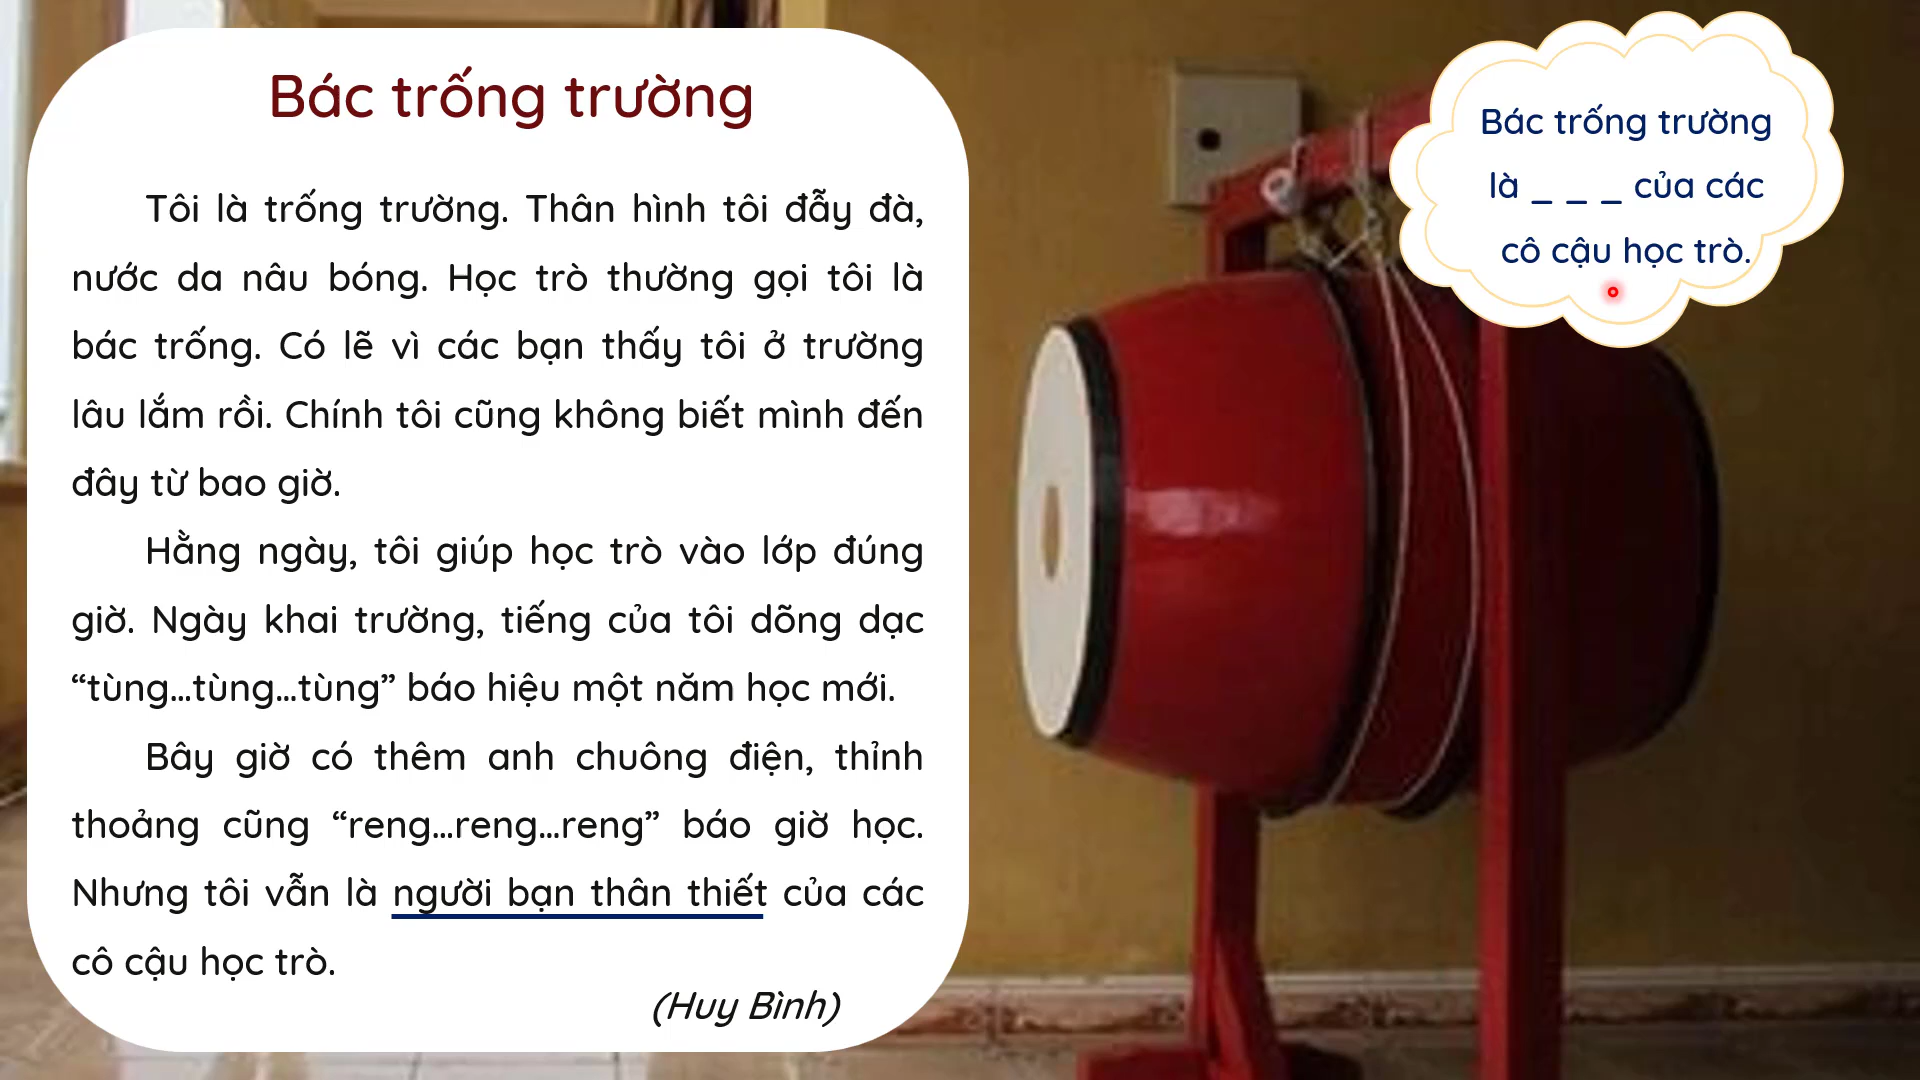 Bác trống trường
Tôi là trống trường. Thân hình tôi đẫy đà,
nước da nâu bóng. Học trò thường gọi tôi là
bác trống. Có lẽ vì các bạn thấy tôi ở trường
lâu lắm rồi. Chính tôi cũng không biết mình đến
đây từ bao giờ.
Hằng ngày, tôi giúp học trò vào lớp đúng
giờ. Ngày khai trường, tiếng của tôi dõng dạc
“tùng...tùng...tùng” báo hiệu một năm học mới.
Bây giờ có thêm anh chuông điện, thỉnh
thoảng cũng “reng...reng...reng” báo giờ học.
Nhưng tôi vẫn là người bạn thân thiết của các
cô cậu học trò.
(Huy Bình)
Bác trống trường
là _ _ _ của các
cô cậu học trò.